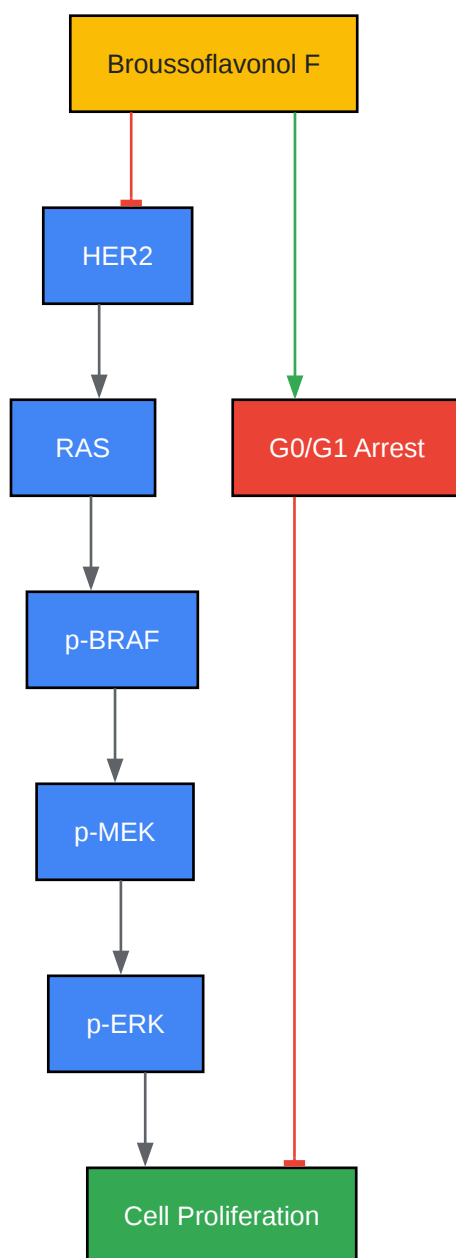 Broussoflavonol F
HER2
RAS
G0/G1 Arrest
p-BRAF
p-MEK
p-ERK
Cell Proliferation